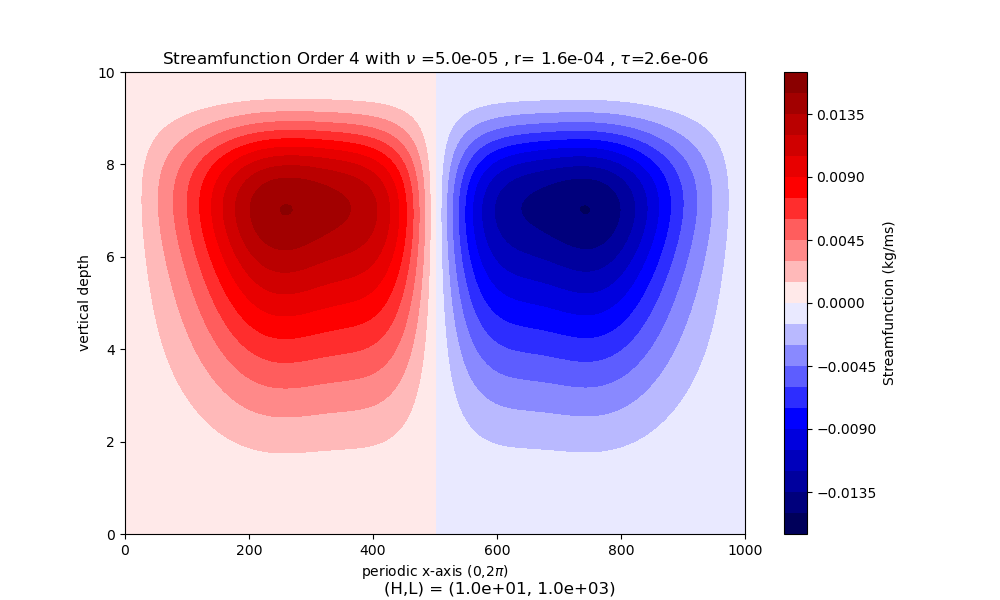 Streamfunction Order 4 with ν =5.0e-05 , r= 1.6e-04 , τ=2.6e-06
10
8
6
4
2
0
vertical depth
0 200 400 600 800 1000
periodic x-axis (0,2π)
(H,L) = (1.0e+01, 1.0e+03)
0.0135
0.0090
0.0045
0.0000
−0.0045
−0.0090
−0.0135
Streamfunction (kg/ms)